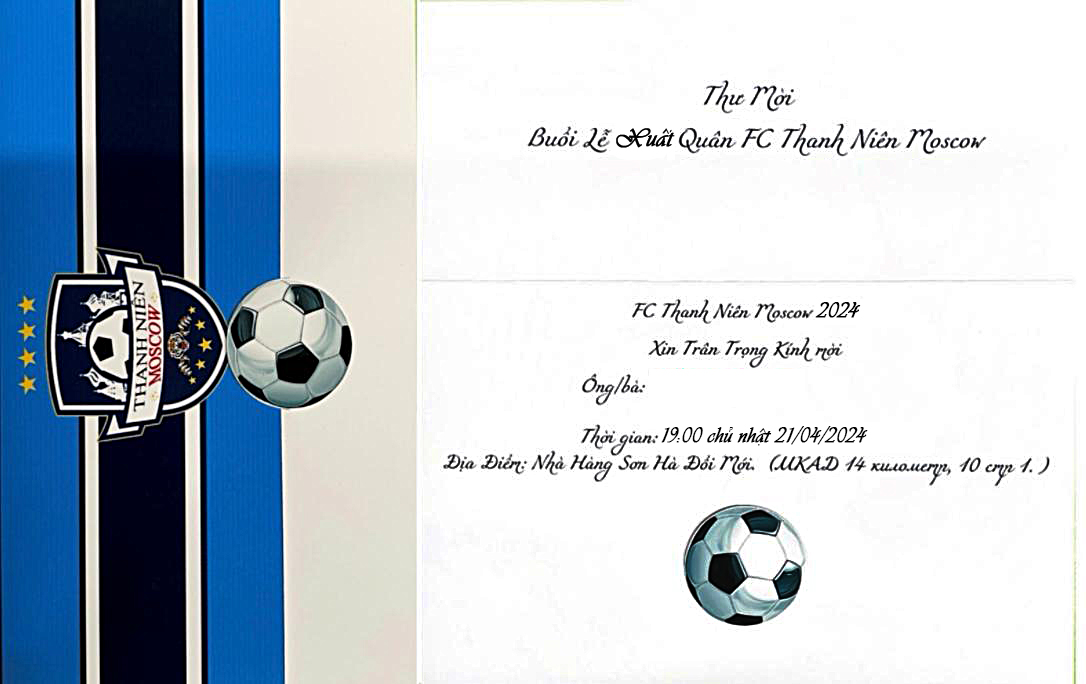 THANH NIÊN
MOSCOW
Thư Mời
Buổi Lễ Xuất Quân FC Thanh Niên Moscow
FC Thanh Niên Moscow 2024
Xin Trân Trọng Kính mời
Ông/bà:
Thời gian: 19.00 chủ nhật 21/04/2024
Địa Điểm: Nhà Hàng Sơn Hà Đổi Mới. (МКАД 14 километр, 10 стр 1. )